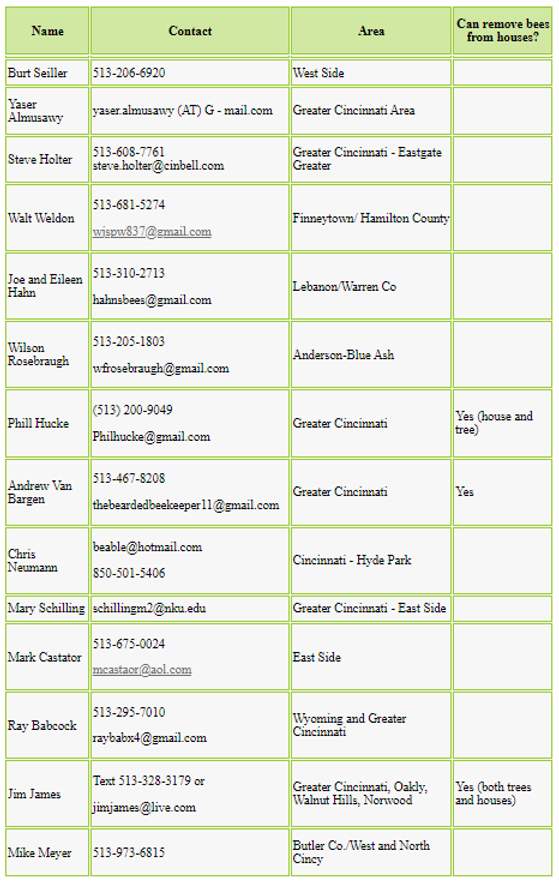 Name Contact Area Can remove bees
from houses?
Burt Seiller 513-206-6920 West Side
Yaser
Almusawy yaser.almusawy (AT) G - mail.com Greater Cincinnati Area
Steve Holter 513-608-7761
steve.holter@cinbell.com Greater Cincinnati - Eastgate
Greater
Walt Weldon 513-681-5274
wjspw837@gmail.com Finneytown/ Hamilton County
Joe and Eileen
Hahn 513-310-2713
hahnsbees@gmail.com Lebanon/Warren Co
Wilson
Rosebraugh 513-205-1803
wfrosebraugh@gmail.com Anderson-Blue Ash
Phill Hucke (513) 200-9049
Philhucke@gmail.com Greater Cincinnati Yes (house and
tree)
Andrew Van
Bargen 513-467-8208
thebeardedbeekeeper11@gmail.com Greater Cincinnati Yes
Chris
Neumann beable@hotmail.com
850-501-5406 Cincinnati - Hyde Park
Mary Schilling schillingm2@nku.edu Greater Cincinnati - East Side
Mark Castator 513-675-0024
mcastaor@aol.com East Side
Ray Babcock 513-295-7010
raybabx4@gmail.com Wyoming and Greater
Cincinnati
Jim James Text 513-328-3179 or
jimjames@live.com Greater Cincinnati, Oakly,
Walnut Hills, Norwood Yes (both trees
and houses)
Mike Meyer 513-973-6815 Butler Co./West and North
Cincy